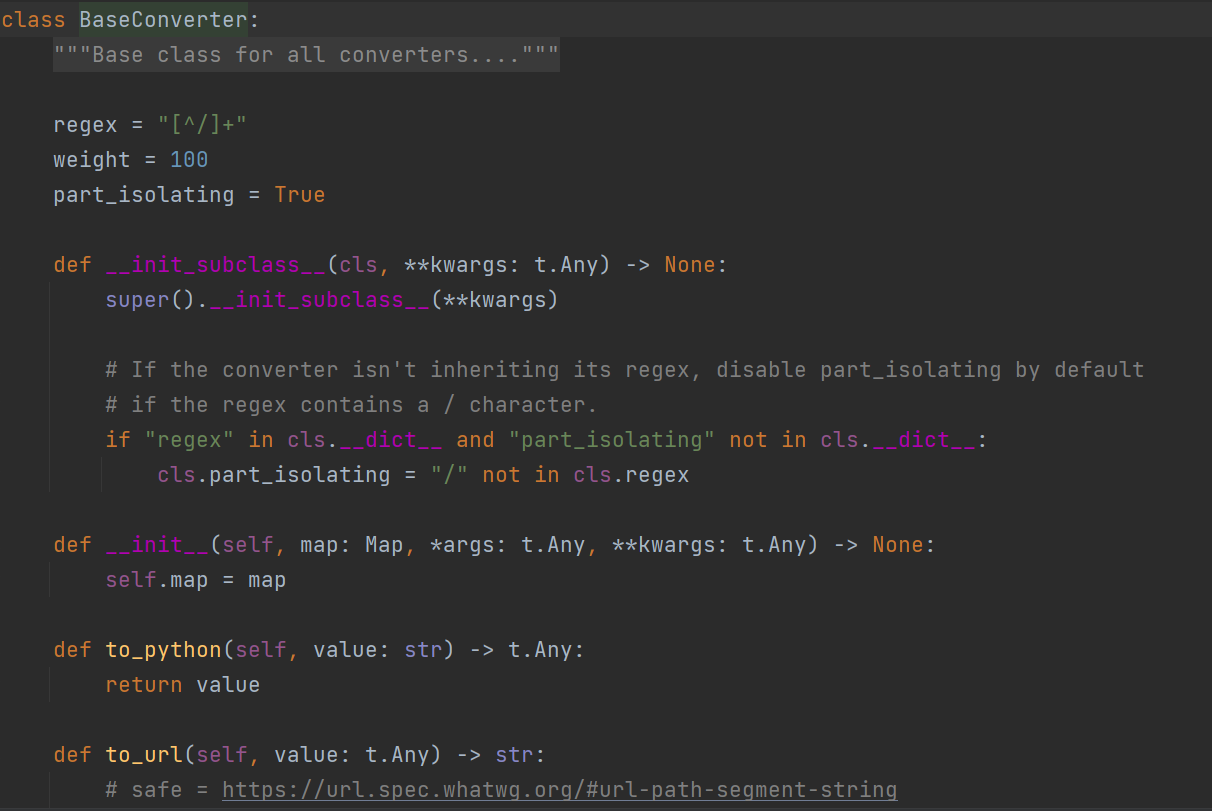 class BaseConverter:
    """Base class for all converters...."""
    regex = "[^/]+"
    weight = 100
    part_isolating = True
    def __init_subclass__(cls, **kwargs: t.Any) -> None:
        super().__init_subclass__(**kwargs)
        # If the converter isn't inheriting its regex, disable part_isolating by default
        # if the regex contains a / character.
        if "regex" in cls.__dict__ and "part_isolating" not in cls.__dict__:
            cls.part_isolating = "/" not in cls.regex
    def __init__(self, map: Map, *args: t.Any, **kwargs: t.Any) -> None:
        self.map = map
    def to_python(self, value: str) -> t.Any:
        return value
    def to_url(self, value: t.Any) -> str:
        # safe = https://url.spec.whatwg.org/#url-path-segment-string